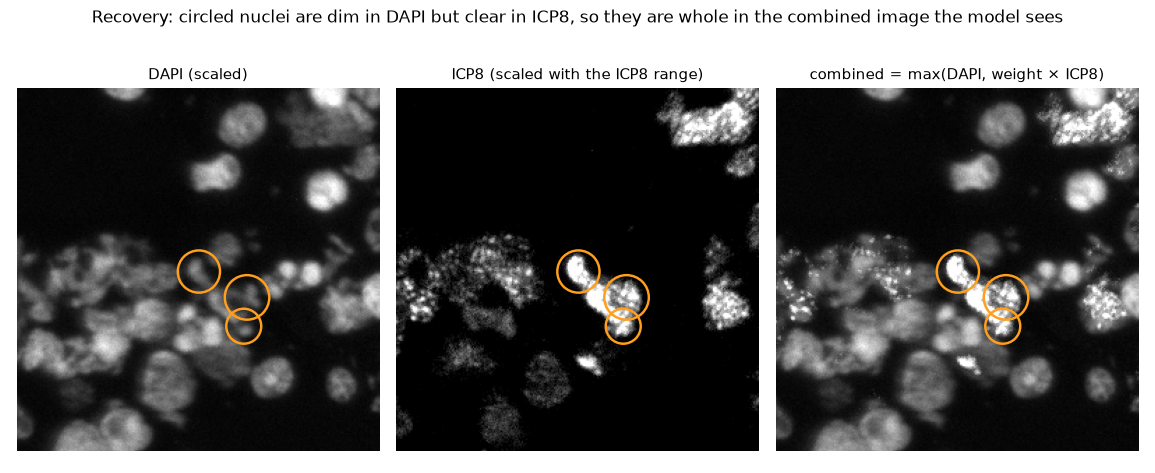 Recovery: circled nuclei are dim in DAPI but clear in ICP8, so they are whole in the combined image the model sees
DAPI (scaled)
ICP8 (scaled with the ICP8 range)
combined = max(DAPI, weight × ICP8)